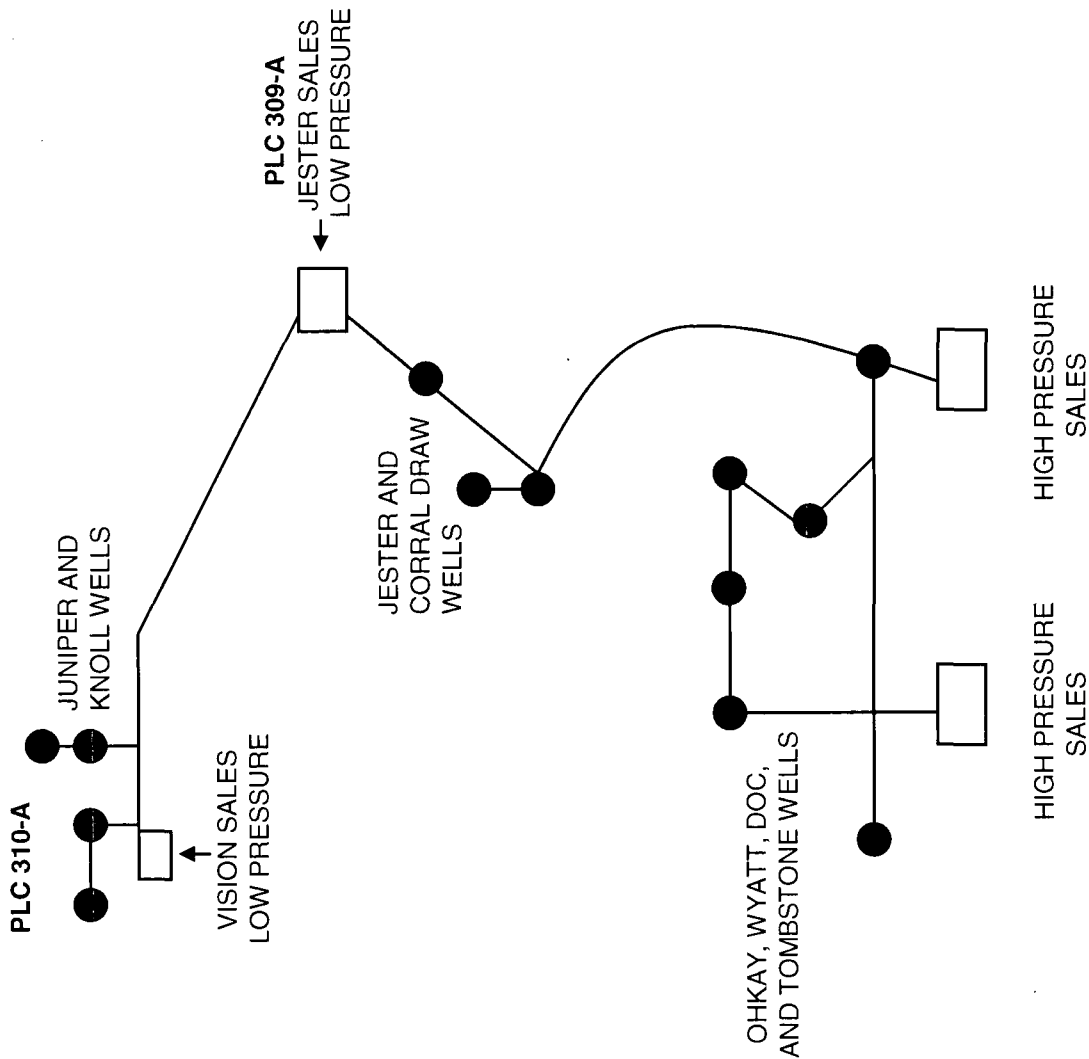 PLC 310-A
JUNIPER AND
KNOLL WELLS
VISION SALES
LOW PRESSURE
PLC 309-A
JESTER SALES
LOW PRESSURE
JESTER AND
CORRAL DRAW
WELLS
OHKAY, WYATT, DOC,
AND TOMBSTONE WELLS
HIGH PRESSURE
SALES
HIGH PRESSURE
SALES